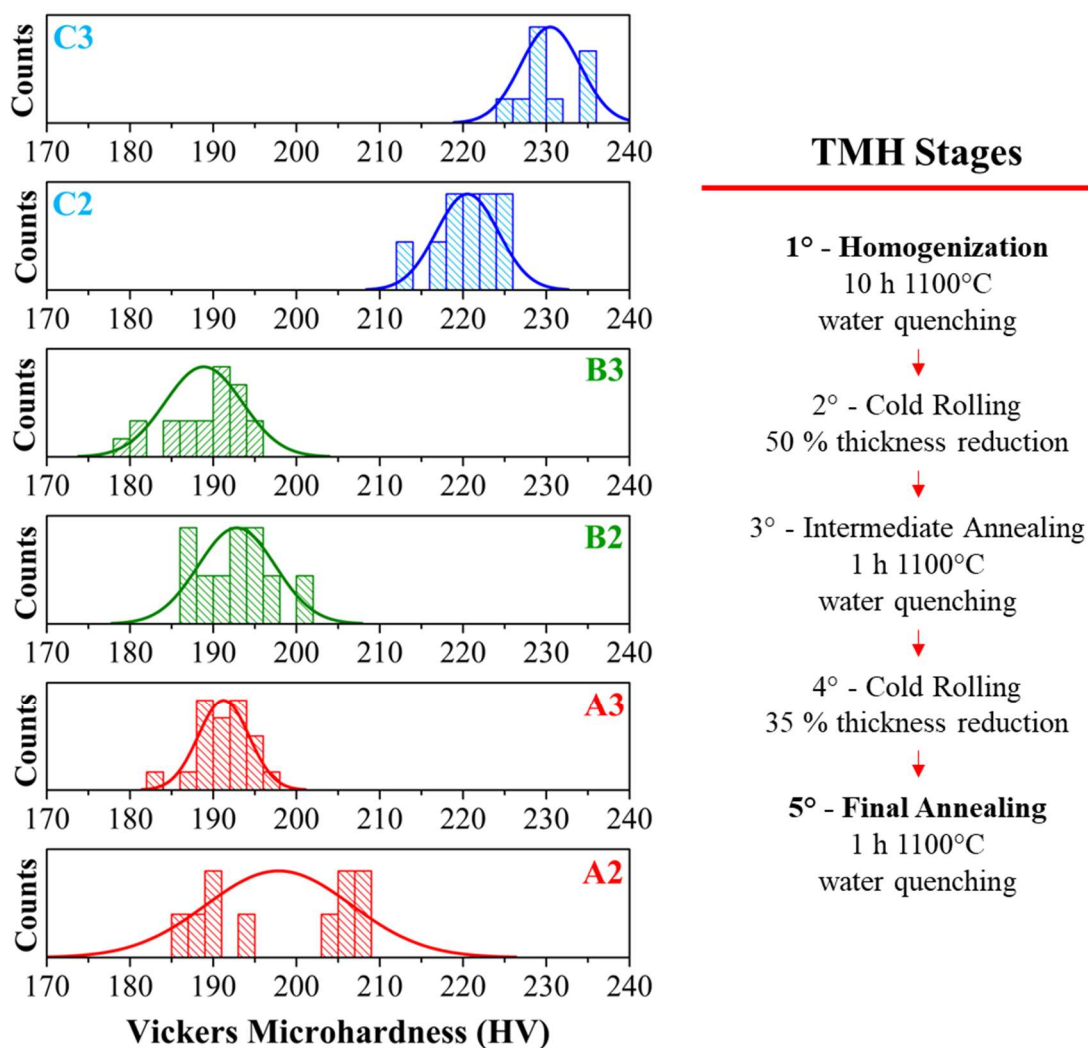 C3
Counts
170 180 190 200 210 220 230 240
C2
Counts
170 180 190 200 210 220 230 240
B3
Counts
170 180 190 200 210 220 230 240
B2
Counts
170 180 190 200 210 220 230 240
A3
Counts
170 180 190 200 210 220 230 240
A2
Counts
170 180 190 200 210 220 230 240
Vickers Microhardness (HV)
TMH Stages
1° - Homogenization
10 h 1100°C
water quenching
2° - Cold Rolling
50 % thickness reduction
3° - Intermediate Annealing
1 h 1100°C
water quenching
4° - Cold Rolling
35 % thickness reduction
5° - Final Annealing
1 h 1100°C
water quenching